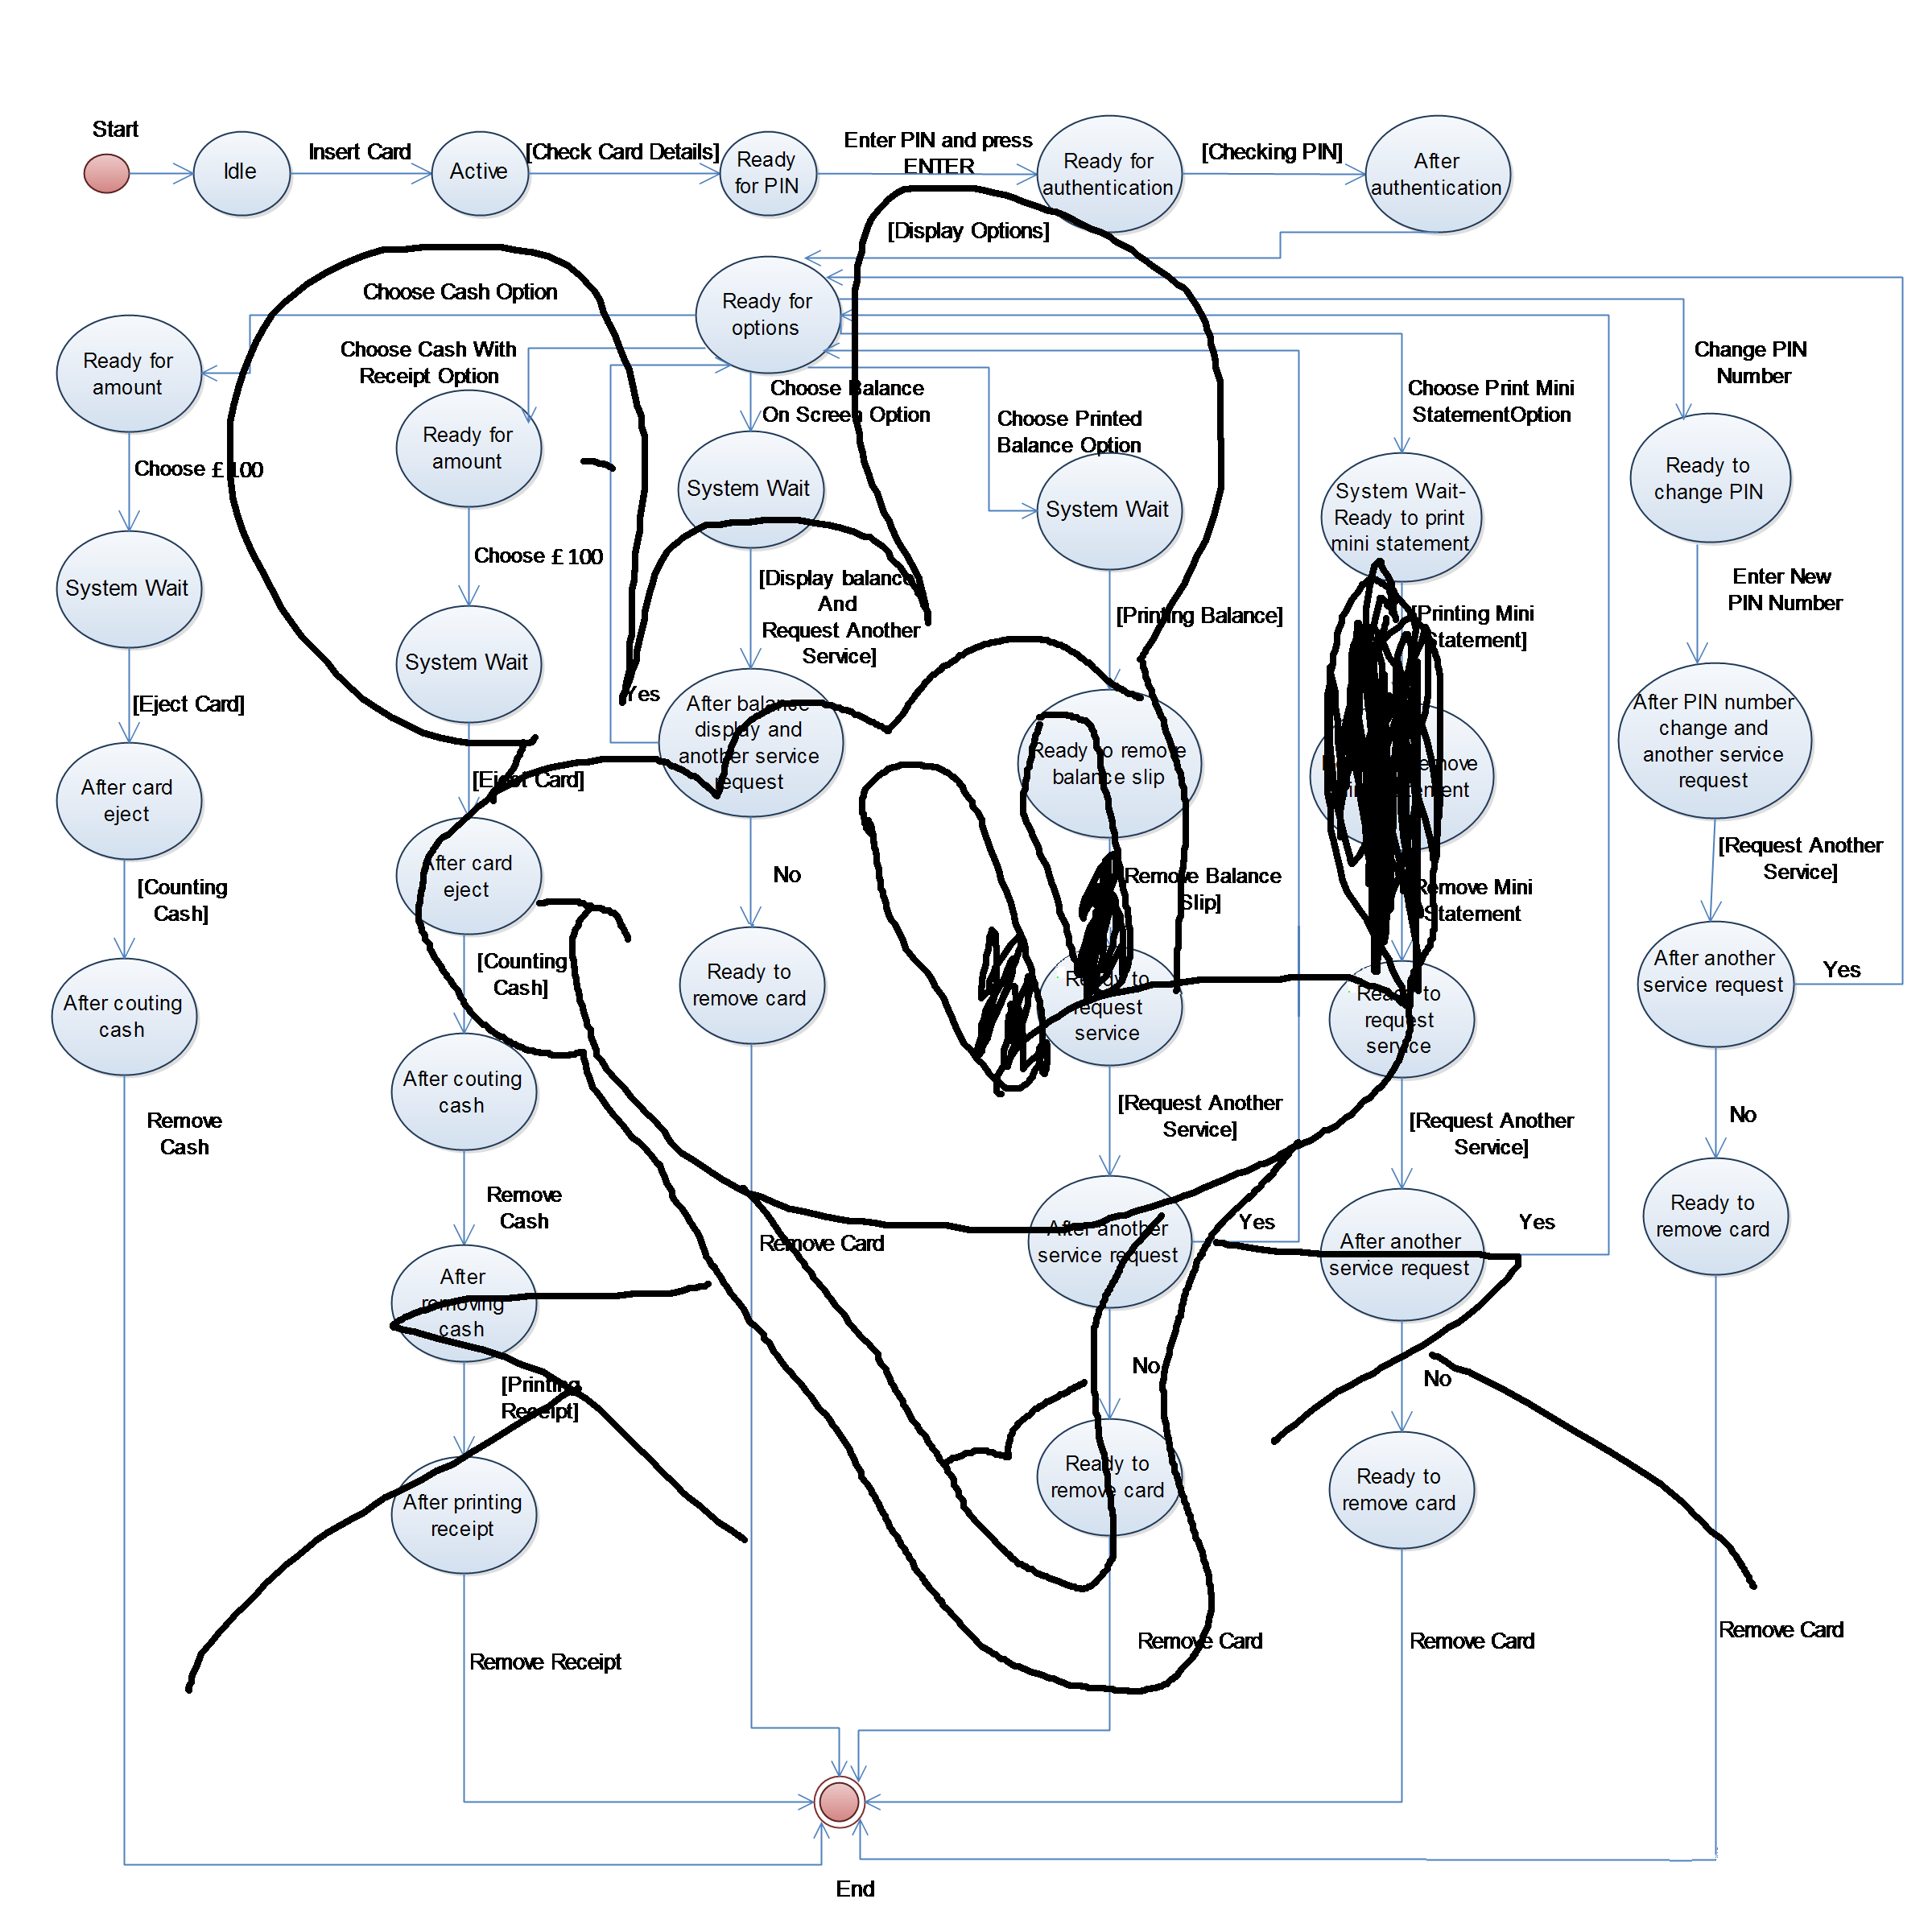 Start
Idle
Insert Card
Active
[Check Card Details]
Ready
for PIN
Enter PIN and press
ENTER
Ready for
authentication
[Checking PIN]
After
authentication
[Display Options]
Ready for
options
Choose Cash Option
Ready for
amount
Choose £100
System Wait
[Eject Card]
After card
eject
[Counting
Cash]
After couting
cash
Remove
Cash
Choose Cash With
Receipt Option
Ready for
amount
Choose £100
System Wait
[Eject Card]
After card
eject
[Counting
Cash]
After couting
cash
Remove
Cash
After
removing
cash
[Printing
Receipt]
After printing
receipt
Remove Receipt
Choose Balance
On Screen Option
System Wait
[Display balance
And
Request Another
Service]
Yes
After balance
display and
another service
request
No
Ready to
remove card
Remove Card
Choose Printed
Balance Option
System Wait
[Printing Balance]
Ready to remove
balance slip
[Remove Balance
Slip]
Ready to
request
service
[Request Another
Service]
After another
service request
Yes
No
Ready to
remove card
Remove Card
Choose Print Mini
StatementOption
System Wait-
Ready to print
mini statement
[Printing Mini
Statement]
Remove Mini
Statement
Ready to
request
service
[Request Another
Service]
After another
service request
Yes
No
Ready to
remove card
Remove Card
Change PIN
Number
Ready to
change PIN
Enter New
PIN Number
After PIN number
change and
another service
request
[Request Another
Service]
After another
service request
Yes
No
Ready to
remove card
Remove Card
End